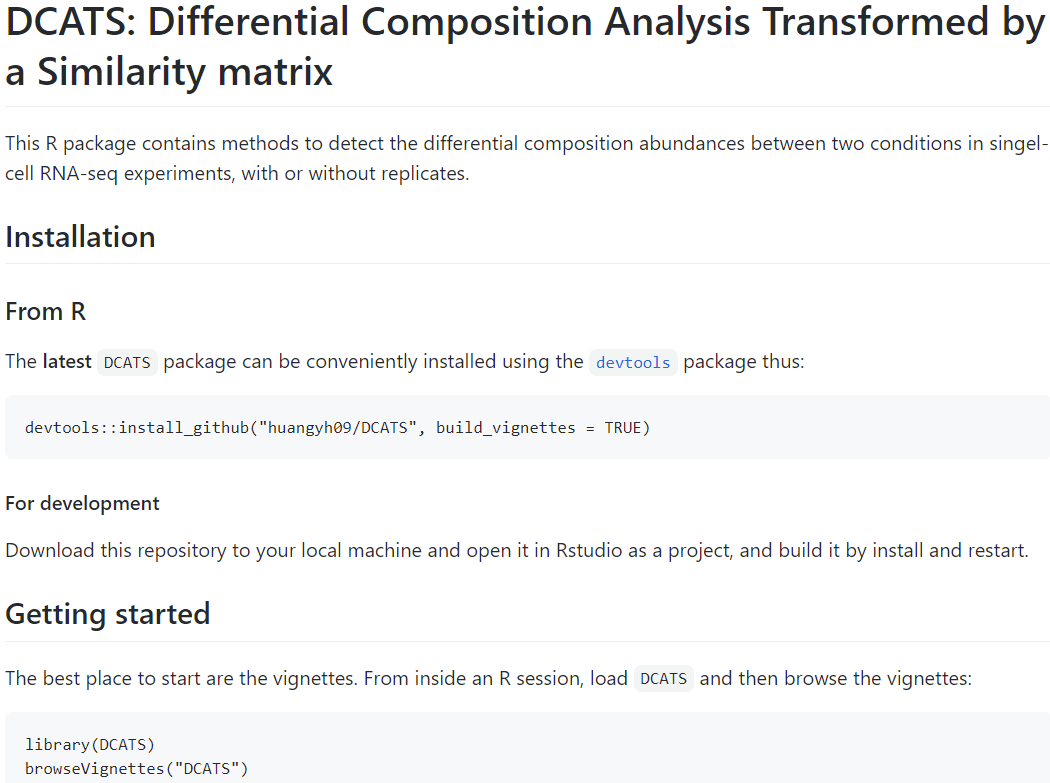 DCATS: Differential Composition Analysis Transformed by
a Similarity matrix
This R package contains methods to detect the differential composition abundances between two conditions in singel-
cell RNA-seq experiments, with or without replicates.
Installation
From R
The latest DCATS package can be conveniently installed using the devtools package thus:
devtools::install_github("huangyh09/DCATS", build_vignettes = TRUE)
For development
Download this repository to your local machine and open it in Rstudio as a project, and build it by install and restart.
Getting started
The best place to start are the vignettes. From inside an R session, load DCATS and then browse the vignettes:
library(DCATS)
browseVignettes("DCATS")